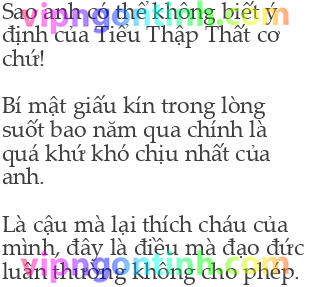 Sao anh có thể không biết ý
định của Tiểu Thập Thất cơ
chứ!
Bí mật giấu kín trong lòng
suốt bao năm qua chính là
quá khứ khó chịu nhất của
anh.
Là cậu mà lại thích cháu của
mình, đây là điều mà đạo đức
luân thường không cho phép.
vipngontinh.com
vipngontinh.com
vipngontinh.com